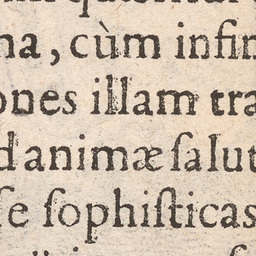 na, cùm infin
ones illam tra
d animæ ſalut
ſe ſophiſticas